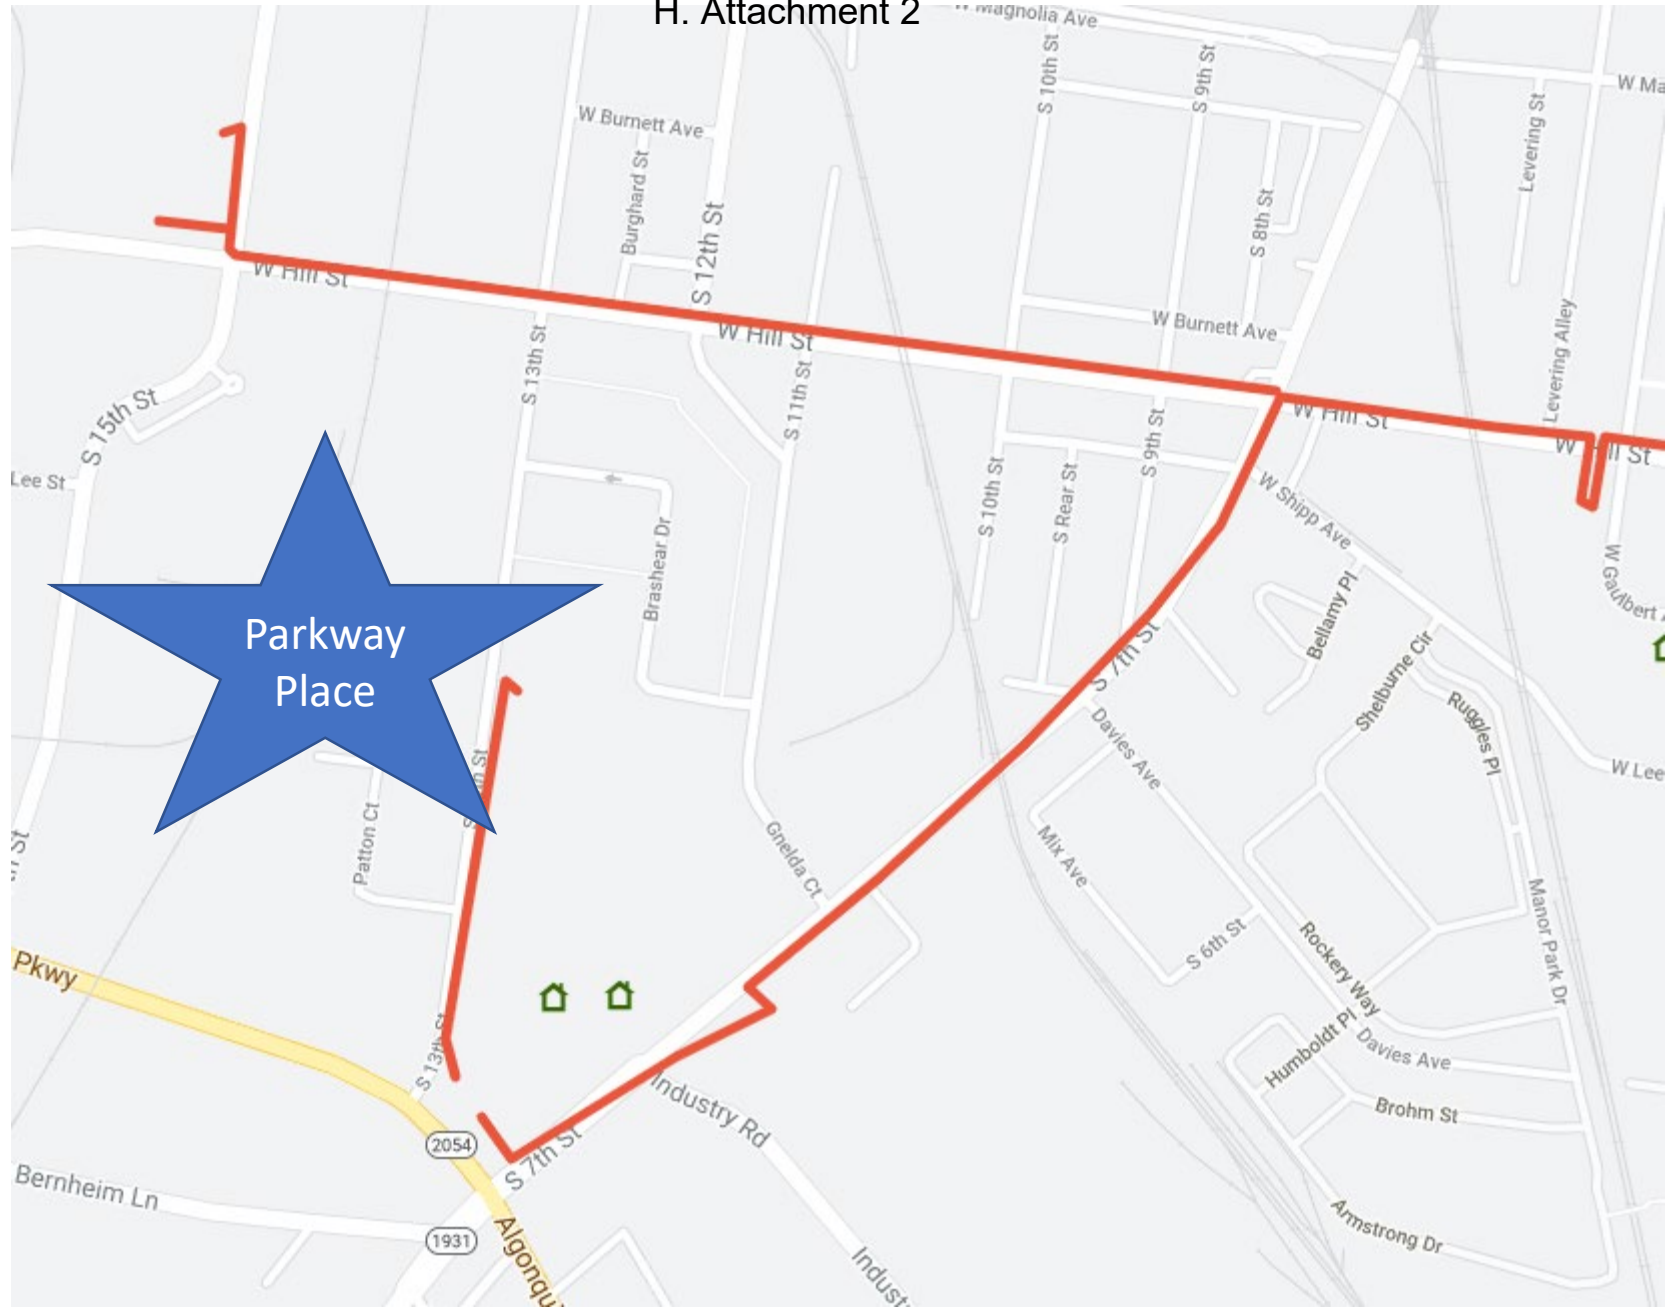 H. Attachment 2
W Magnolia Ave
S 10th St
S 9th St
W Ma
Levering St
W Burnett Ave
Burghard St
S 12th St
S 8th St
W Hill St
W Burnett Ave
Levering Alley
W Hill St
S 13th St
S 11th St
S 15th St
W Hill St
W Hill St
S 9th St
Lee St
S 10th St
S Rear St
W Shipp Ave
Brashear Dr
Bellamy Pl
W Gaulbert
Parkway
Place
Shelburne Cir
S 7th St
Ruggles Pl
Davies Ave
W Lee
Patton Ct
Gnelda Ct
Mix Ave
Manor Park Dr
S 6th St
Rockery Way
Pkwy
S 13th St
Humboldt Pl
Davies Ave
Industry Rd
Brohm St
2054
S 7th St
Bernheim Ln
Armstrong Dr
1931
Algonqu
Indust